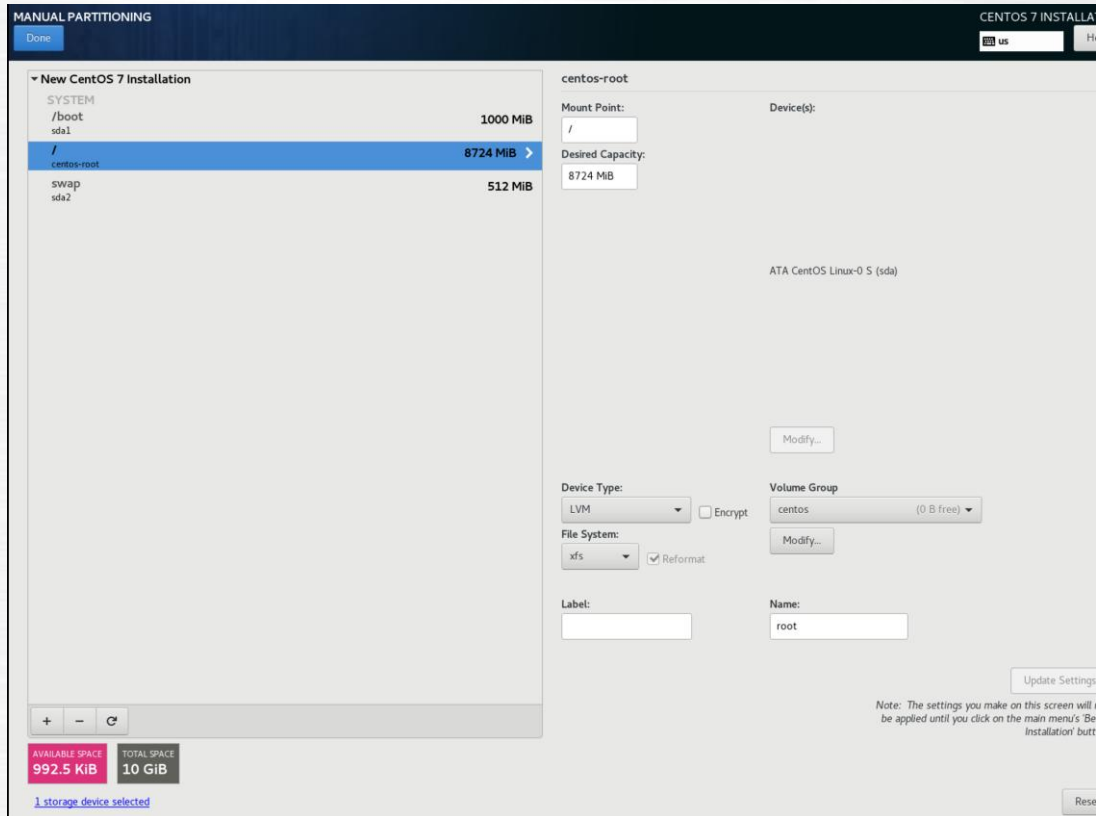 MANUAL PARTITIONING
CENTOS 7 INSTALLA
Done
us
He
New CentOS 7 Installation
SYSTEM
/boot
1000 MiB
sda1
/
8724 MiB
centos-root
swap
512 MiB
sda2
centos-root
Mount Point:
Device(s):
/
Desired Capacity:
8724 MiB
ATA CentOS Linux-0 S (sda)
Modify...
Device Type:
Volume Group
LVM
Encrypt
centos (0 B free)
File System:
Modify...
xfs
Reformat
Label:
Name:
root
Update Settings
Note: The settings you make on this screen will
be applied until you click on the main menu's 'Be
Installation' butt
+ −
AVAILABLE SPACE
992.5 KiB
TOTAL SPACE
10 GiB
1 storage device selected
Rese